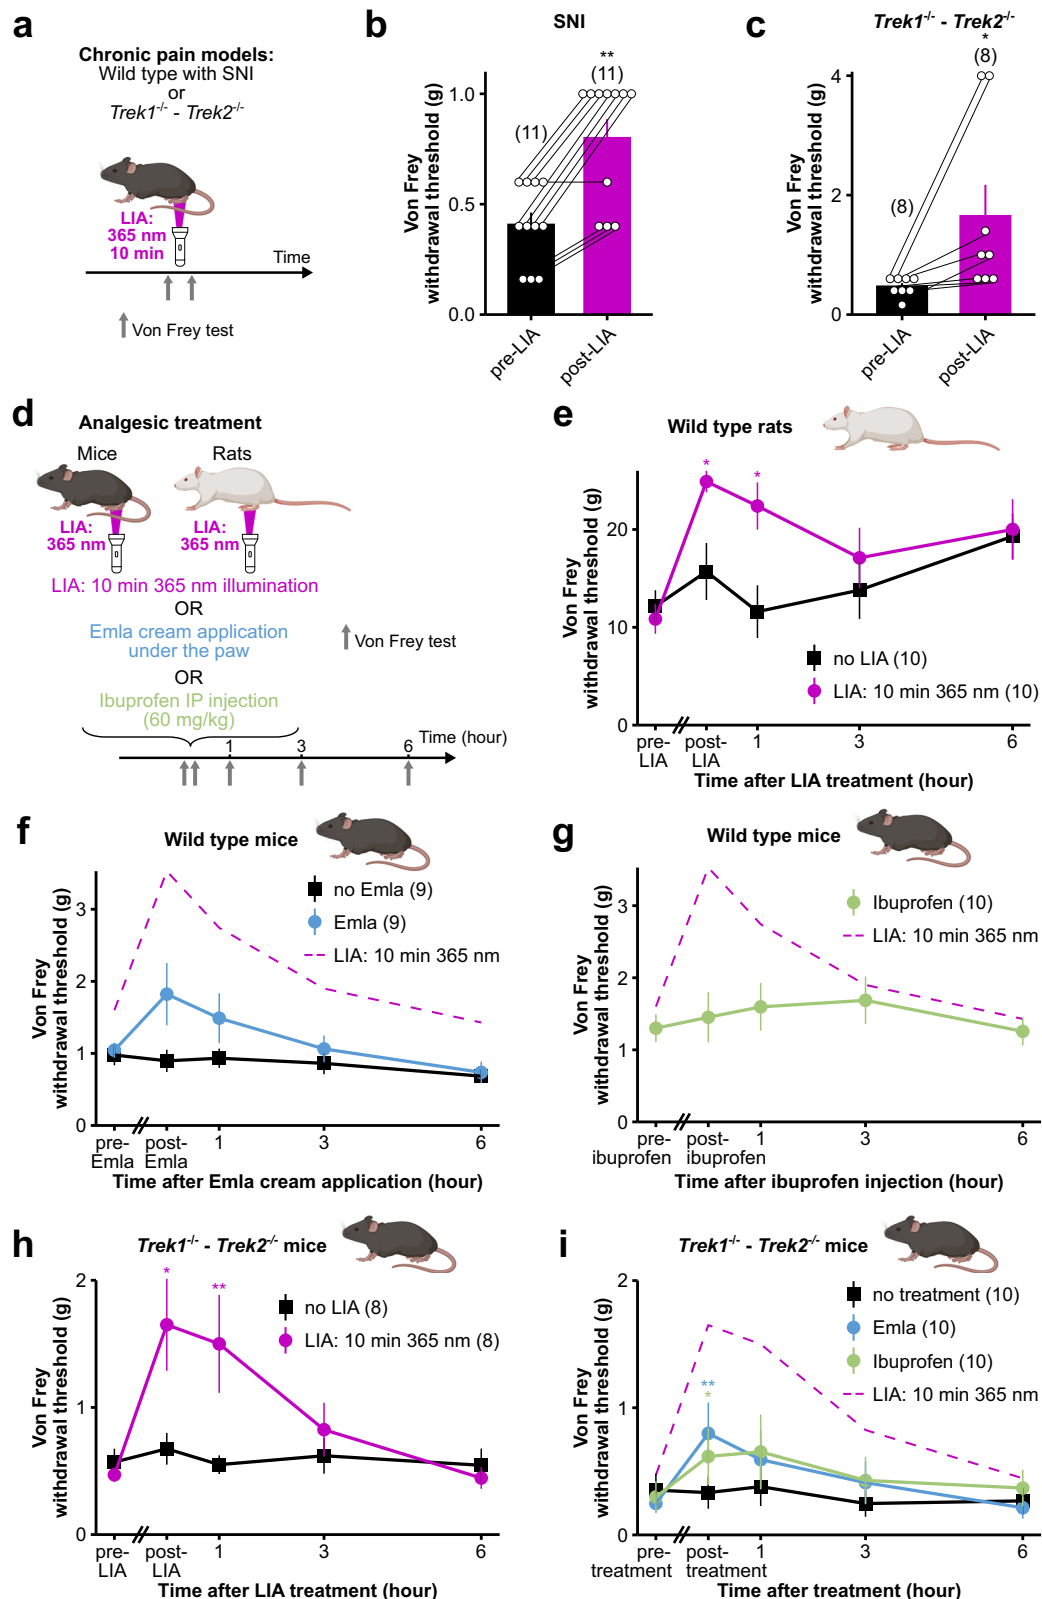 a
Chronic pain models:
Wild type with SNI
or
Trek1-/- - Trek2-/-
LIA:
365 nm
10 min
Time
Von Frey test
b
SNI
**
(11)
(11)
Von Frey
withdrawal threshold (g)
1.0
0.5
0.0
pre-LIA
post-LIA
c
Trek1-/- - Trek2-/-
*
(8)
(8)
Von Frey
withdrawal threshold (g)
4
2
0
pre-LIA
post-LIA
d
Analgesic treatment
Mice
Rats
LIA:
365 nm
LIA:
365 nm
LIA: 10 min 365 nm illumination
OR
Emla cream application
under the paw
Von Frey test
OR
Ibuprofen IP injection
(60 mg/kg)
Time (hour)
1
3
6
e
Wild type rats
*
*
Von Frey
withdrawal threshold (g)
20
10
0
no LIA (10)
LIA: 10 min 365 nm (10)
pre-
LIA
post-
LIA
1
3
6
Time after LIA treatment (hour)
f
Wild type mice
Von Frey
withdrawal threshold (g)
3
2
1
0
no Emla (9)
Emla (9)
LIA: 10 min 365 nm
pre-
Emla
post-
Emla
1
3
6
Time after Emla cream application (hour)
g
Wild type mice
Von Frey
withdrawal threshold (g)
3
2
1
0
Ibuprofen (10)
LIA: 10 min 365 nm
pre-
ibuprofen
post-
ibuprofen
1
3
6
Time after ibuprofen injection (hour)
h
Trek1-/- - Trek2-/- mice
*
**
Von Frey
withdrawal threshold (g)
2
1
0
no LIA (8)
LIA: 10 min 365 nm (8)
pre-
LIA
post-
LIA
1
3
6
Time after LIA treatment (hour)
i
Trek1-/- - Trek2-/- mice
Von Frey
withdrawal threshold (g)
2
1
0
no treatment (10)
Emla (10)
Ibuprofen (10)
LIA: 10 min 365 nm
**
*
pre-
treatment
post-
treatment
1
3
6
Time after treatment (hour)